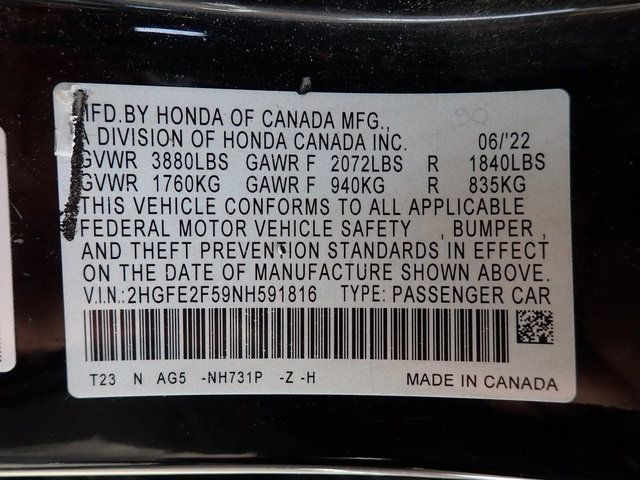 MFD.BY HONDA OF CANADA MFG.,
A DIVISION OF HONDA CANADA INC. 06/'22
GVWR 3880LBS GAWR F 2072LBS R 1840LBS
GVWR 1760KG GAWR F 940KG R 835KG
THIS VEHICLE CONFORMS TO ALL APPLICABLE
FEDERAL MOTOR VEHICLE SAFETY , BUMPER ,
AND THEFT PREVENTION STANDARDS IN EFFECT
ON THE DATE OF MANUFACTURE SHOWN ABOVE.
V.I.N.:2HGFE2F59NH591816 TYPE: PASSENGER CAR
T23 N AG5 -NH731P -Z -H MADE IN CANADA